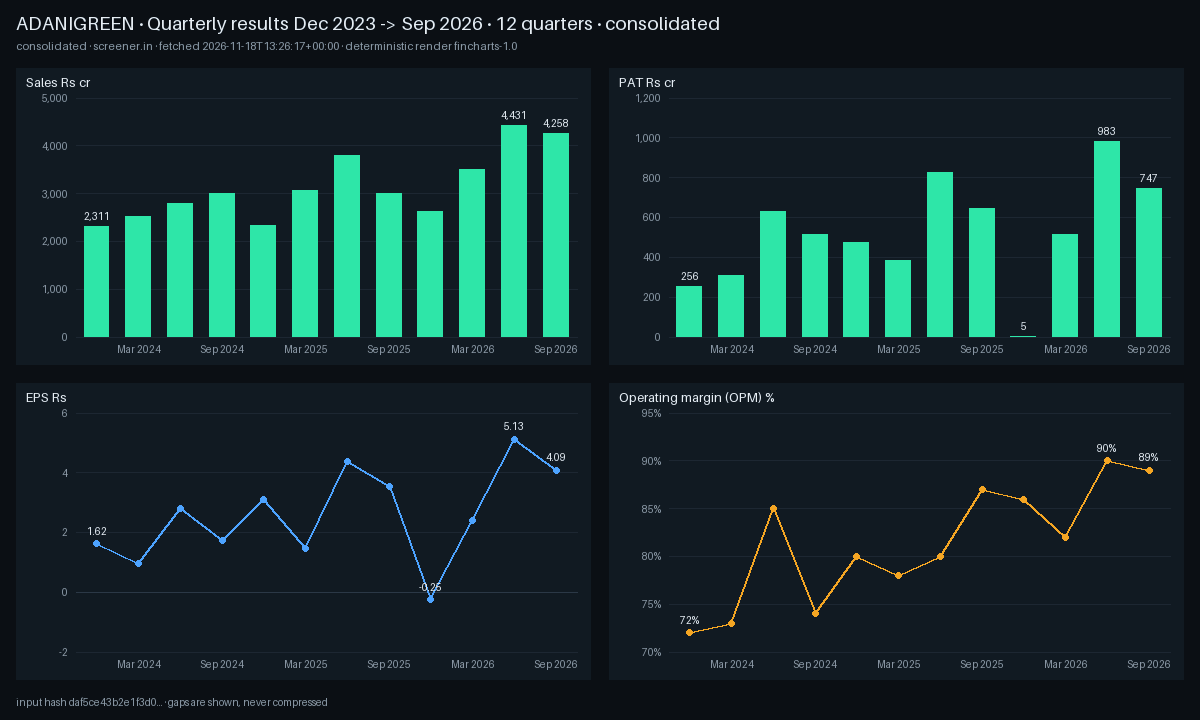 ADANIGREEN · Quarterly results Dec 2023 -> Sep 2026 · 12 quarters · consolidated
consolidated · screener.in · fetched 2026-11-18T13:26:17+00:00 · deterministic render fincharts-1.0
Sales Rs cr
5,000
4,000
3,000
2,000
1,000
0
2,311
4,431
4,258
Mar 2024
Sep 2024
Mar 2025
Sep 2025
Mar 2026
Sep 2026
PAT Rs cr
1,200
1,000
800
600
400
200
0
256
5
983
747
Mar 2024
Sep 2024
Mar 2025
Sep 2025
Mar 2026
Sep 2026
EPS Rs
6
4
2
0
-2
1.62
-0.25
5.13
4.09
Mar 2024
Sep 2024
Mar 2025
Sep 2025
Mar 2026
Sep 2026
Operating margin (OPM) %
95%
90%
85%
80%
75%
70%
72%
90%
89%
Mar 2024
Sep 2024
Mar 2025
Sep 2025
Mar 2026
Sep 2026
input hash daf5ce43b2e1f3d0… · gaps are shown, never compressed